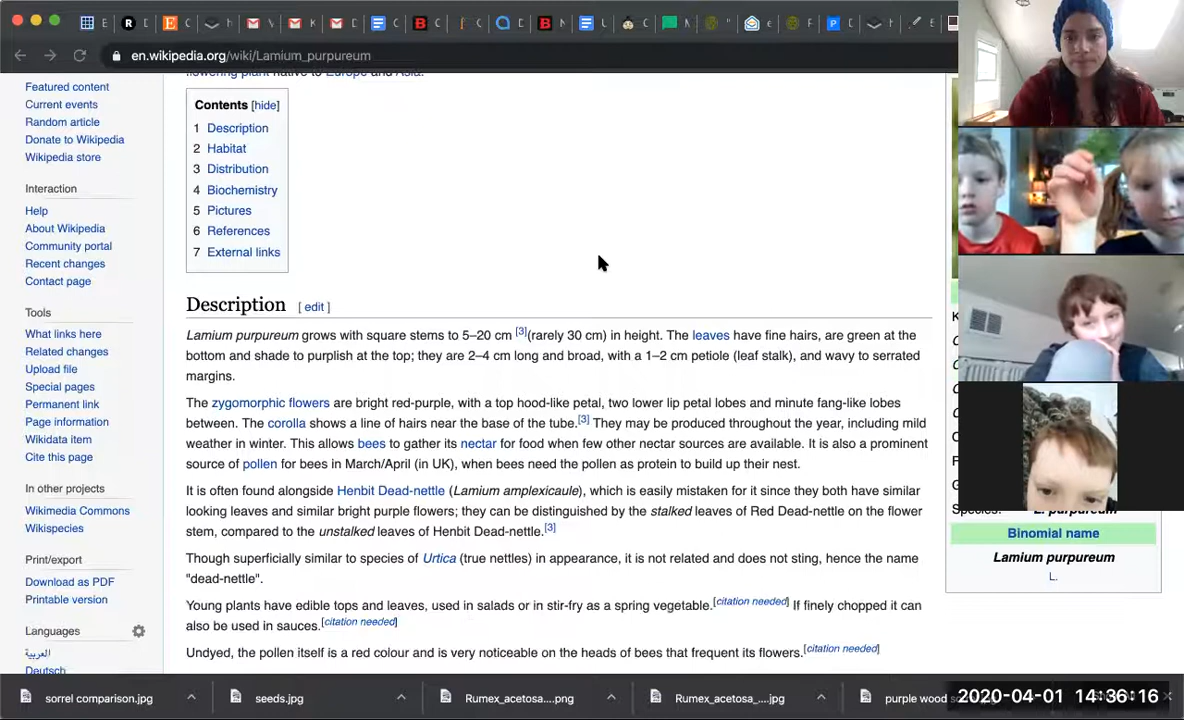 en.wikipedia.org/wiki/Lamium_purpureum
flowering plant native to Europe and Asia.
Featured content
Current events
Random article
Donate to Wikipedia
Wikipedia store
Interaction
Help
About Wikipedia
Community portal
Recent changes
Contact page
Tools
What links here
Related changes
Upload file
Special pages
Permanent link
Page information
Wikidata item
Cite this page
In other projects
Wikimedia Commons
Wikispecies
Print/export
Download as PDF
Printable version
Languages
العربية
Deutsch
Contents [hide]
1 Description
2 Habitat
3 Distribution
4 Biochemistry
5 Pictures
6 References
7 External links
Description [ edit ]
Lamium purpureum grows with square stems to 5–20 cm [3](rarely 30 cm) in height. The leaves have fine hairs, are green at the
bottom and shade to purplish at the top; they are 2–4 cm long and broad, with a 1–2 cm petiole (leaf stalk), and wavy to serrated
margins.
The zygomorphic flowers are bright red-purple, with a top hood-like petal, two lower lip petal lobes and minute fang-like lobes
between. The corolla shows a line of hairs near the base of the tube.[3] They may be produced throughout the year, including mild
weather in winter. This allows bees to gather its nectar for food when few other nectar sources are available. It is also a prominent
source of pollen for bees in March/April (in UK), when bees need the pollen as protein to build up their nest.
It is often found alongside Henbit Dead-nettle (Lamium amplexicaule), which is easily mistaken for it since they both have similar
looking leaves and similar bright purple flowers; they can be distinguished by the stalked leaves of Red Dead-nettle on the flower
stem, compared to the unstalked leaves of Henbit Dead-nettle.[3]
Though superficially similar to species of Urtica (true nettles) in appearance, it is not related and does not sting, hence the name
"dead-nettle".
Young plants have edible tops and leaves, used in salads or in stir-fry as a spring vegetable.[citation needed] If finely chopped it can
also be used in sauces.[citation needed]
Undyed, the pollen itself is a red colour and is very noticeable on the heads of bees that frequent its flowers.[citation needed]
Species: L. purpureum
Binomial name
Lamium purpureum
L.
sorrel comparison.jpg
seeds.jpg
Rumex_acetosa....png
Rumex_acetosa_....jpg
purple wood
2020-04-01 14:36:16